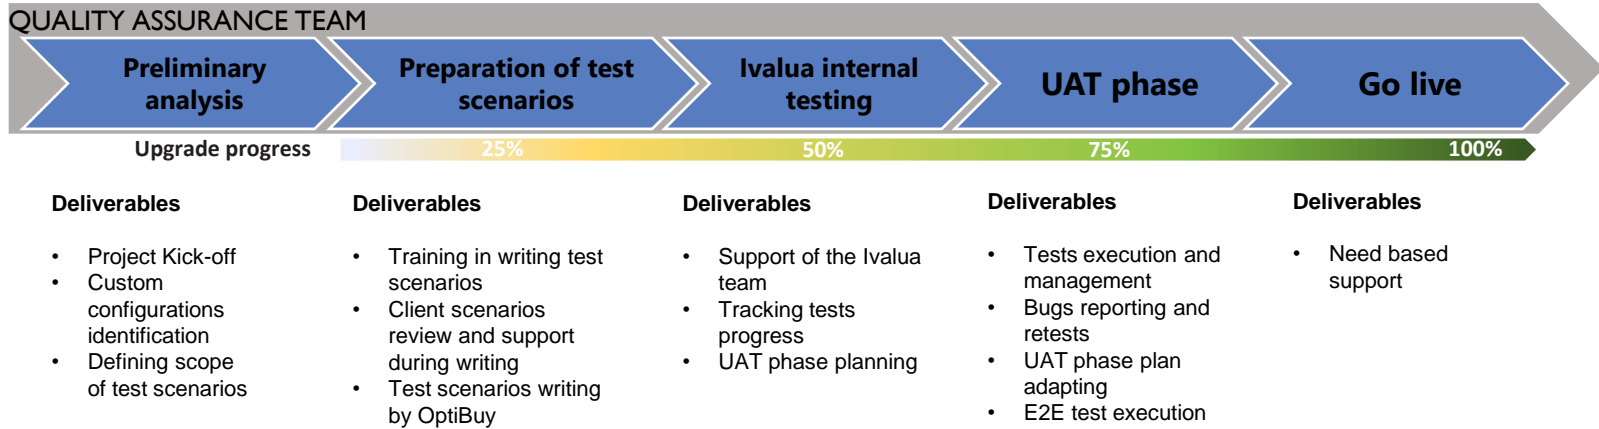 QUALITY ASSURANCE TEAM
Preliminary
analysis
Preparation of test
scenarios
Ivalua internal
testing
UAT phase
Go live
Upgrade progress
25%
50%
75%
100%
Deliverables
• Project Kick-off
• Custom
configurations
identification
• Defining scope
of test scenarios
Deliverables
• Training in writing test
scenarios
• Client scenarios
review and support
during writing
• Test scenarios writing
by OptiBuy
Deliverables
• Support of the Ivalua
team
• Tracking tests
progress
• UAT phase planning
Deliverables
• Tests execution and
management
• Bugs reporting and
retests
• UAT phase plan
adapting
• E2E test execution
Deliverables
• Need based
support